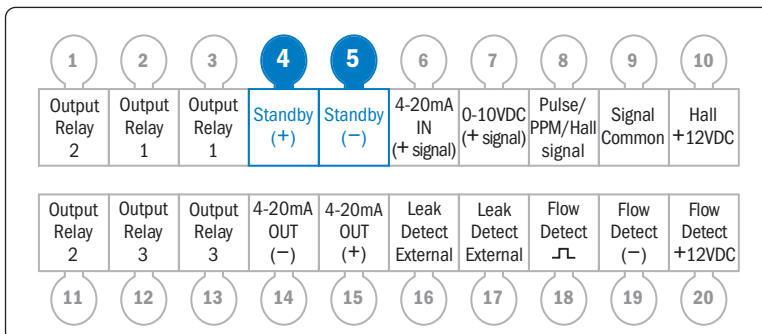 1 2 3 4 5 6 7 8 9 10
Output Relay 2
Output Relay 1
Output Relay 1
Standby (+)
Standby (−)
4-20mA IN (+ signal)
0-10VDC (+ signal)
Pulse/ PPM/Hall signal
Signal Common
Hall +12VDC
Output Relay 2
Output Relay 3
Output Relay 3
4-20mA OUT (−)
4-20mA OUT (+)
Leak Detect External
Leak Detect External
Flow Detect ⎍
Flow Detect (−)
Flow Detect +12VDC
11 12 13 14 15 16 17 18 19 20